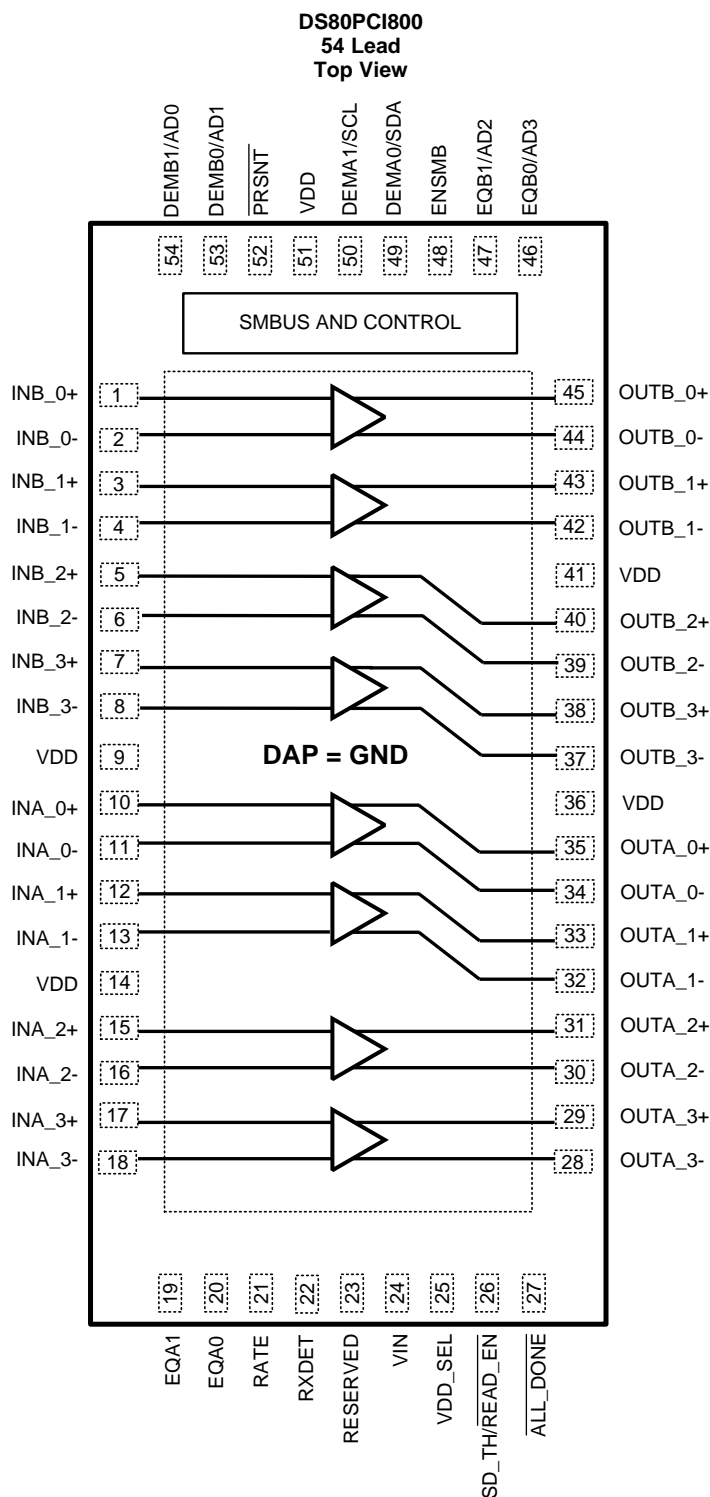 DS80PCI800
54 Lead
Top View
DEMB1/AD0
DEMB0/AD1
PRSNT
VDD
DEMA1/SCL
DEMA0/SDA
ENSMB
EQB1/AD2
EQB0/AD3
54
53
52
51
50
49
48
47
46
SMBUS AND CONTROL
INB_0+ 1 45 OUTB_0+
INB_0- 2 44 OUTB_0-
INB_1+ 3 43 OUTB_1+
INB_1- 4 42 OUTB_1-
INB_2+ 5 41 VDD
INB_2- 6 40 OUTB_2+
INB_3+ 7 39 OUTB_2-
INB_3- 8 38 OUTB_3+
VDD 9 DAP = GND 37 OUTB_3-
INA_0+ 10 36 VDD
INA_0- 11 35 OUTA_0+
INA_1+ 12 34 OUTA_0-
INA_1- 13 33 OUTA_1+
VDD 14 32 OUTA_1-
INA_2+ 15 31 OUTA_2+
INA_2- 16 30 OUTA_2-
INA_3+ 17 29 OUTA_3+
INA_3- 18 28 OUTA_3-
19
20
21
22
23
24
25
26
27
EQA1
EQA0
RATE
RXDET
RESERVED
VIN
VDD_SEL
SD_TH/READ_EN
ALL_DONE